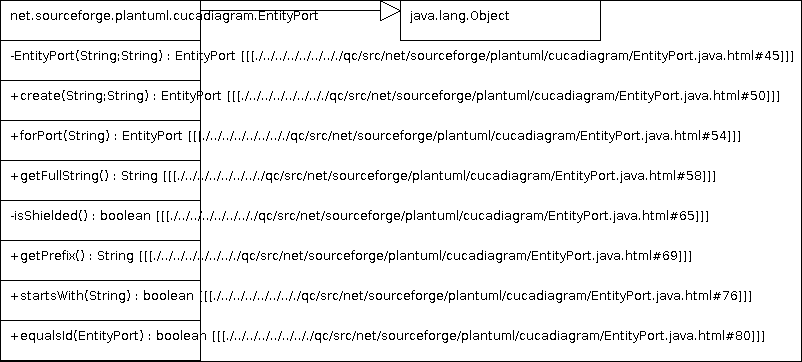 net.sourceforge.plantuml.cucadiagram.EntityPort
java.lang.Object
-EntityPort(String;String) : EntityPort [[[./../../../../../../../qc/src/net/sourceforge/plantuml/cucadiagram/EntityPort.java.html#45]]]
+create(String;String) : EntityPort [[[./../../../../../../../qc/src/net/sourceforge/plantuml/cucadiagram/EntityPort.java.html#50]]]
+forPort(String) : EntityPort [[[./../../../../../../../qc/src/net/sourceforge/plantuml/cucadiagram/EntityPort.java.html#54]]]
+getFullString() : String [[[./../../../../../../../qc/src/net/sourceforge/plantuml/cucadiagram/EntityPort.java.html#58]]]
-isShielded() : boolean [[[./../../../../../../../qc/src/net/sourceforge/plantuml/cucadiagram/EntityPort.java.html#65]]]
+getPrefix() : String [[[./../../../../../../../qc/src/net/sourceforge/plantuml/cucadiagram/EntityPort.java.html#69]]]
+startsWith(String) : boolean [[[./../../../../../../../qc/src/net/sourceforge/plantuml/cucadiagram/EntityPort.java.html#76]]]
+equalsId(EntityPort) : boolean [[[./../../../../../../../qc/src/net/sourceforge/plantuml/cucadiagram/EntityPort.java.html#80]]]